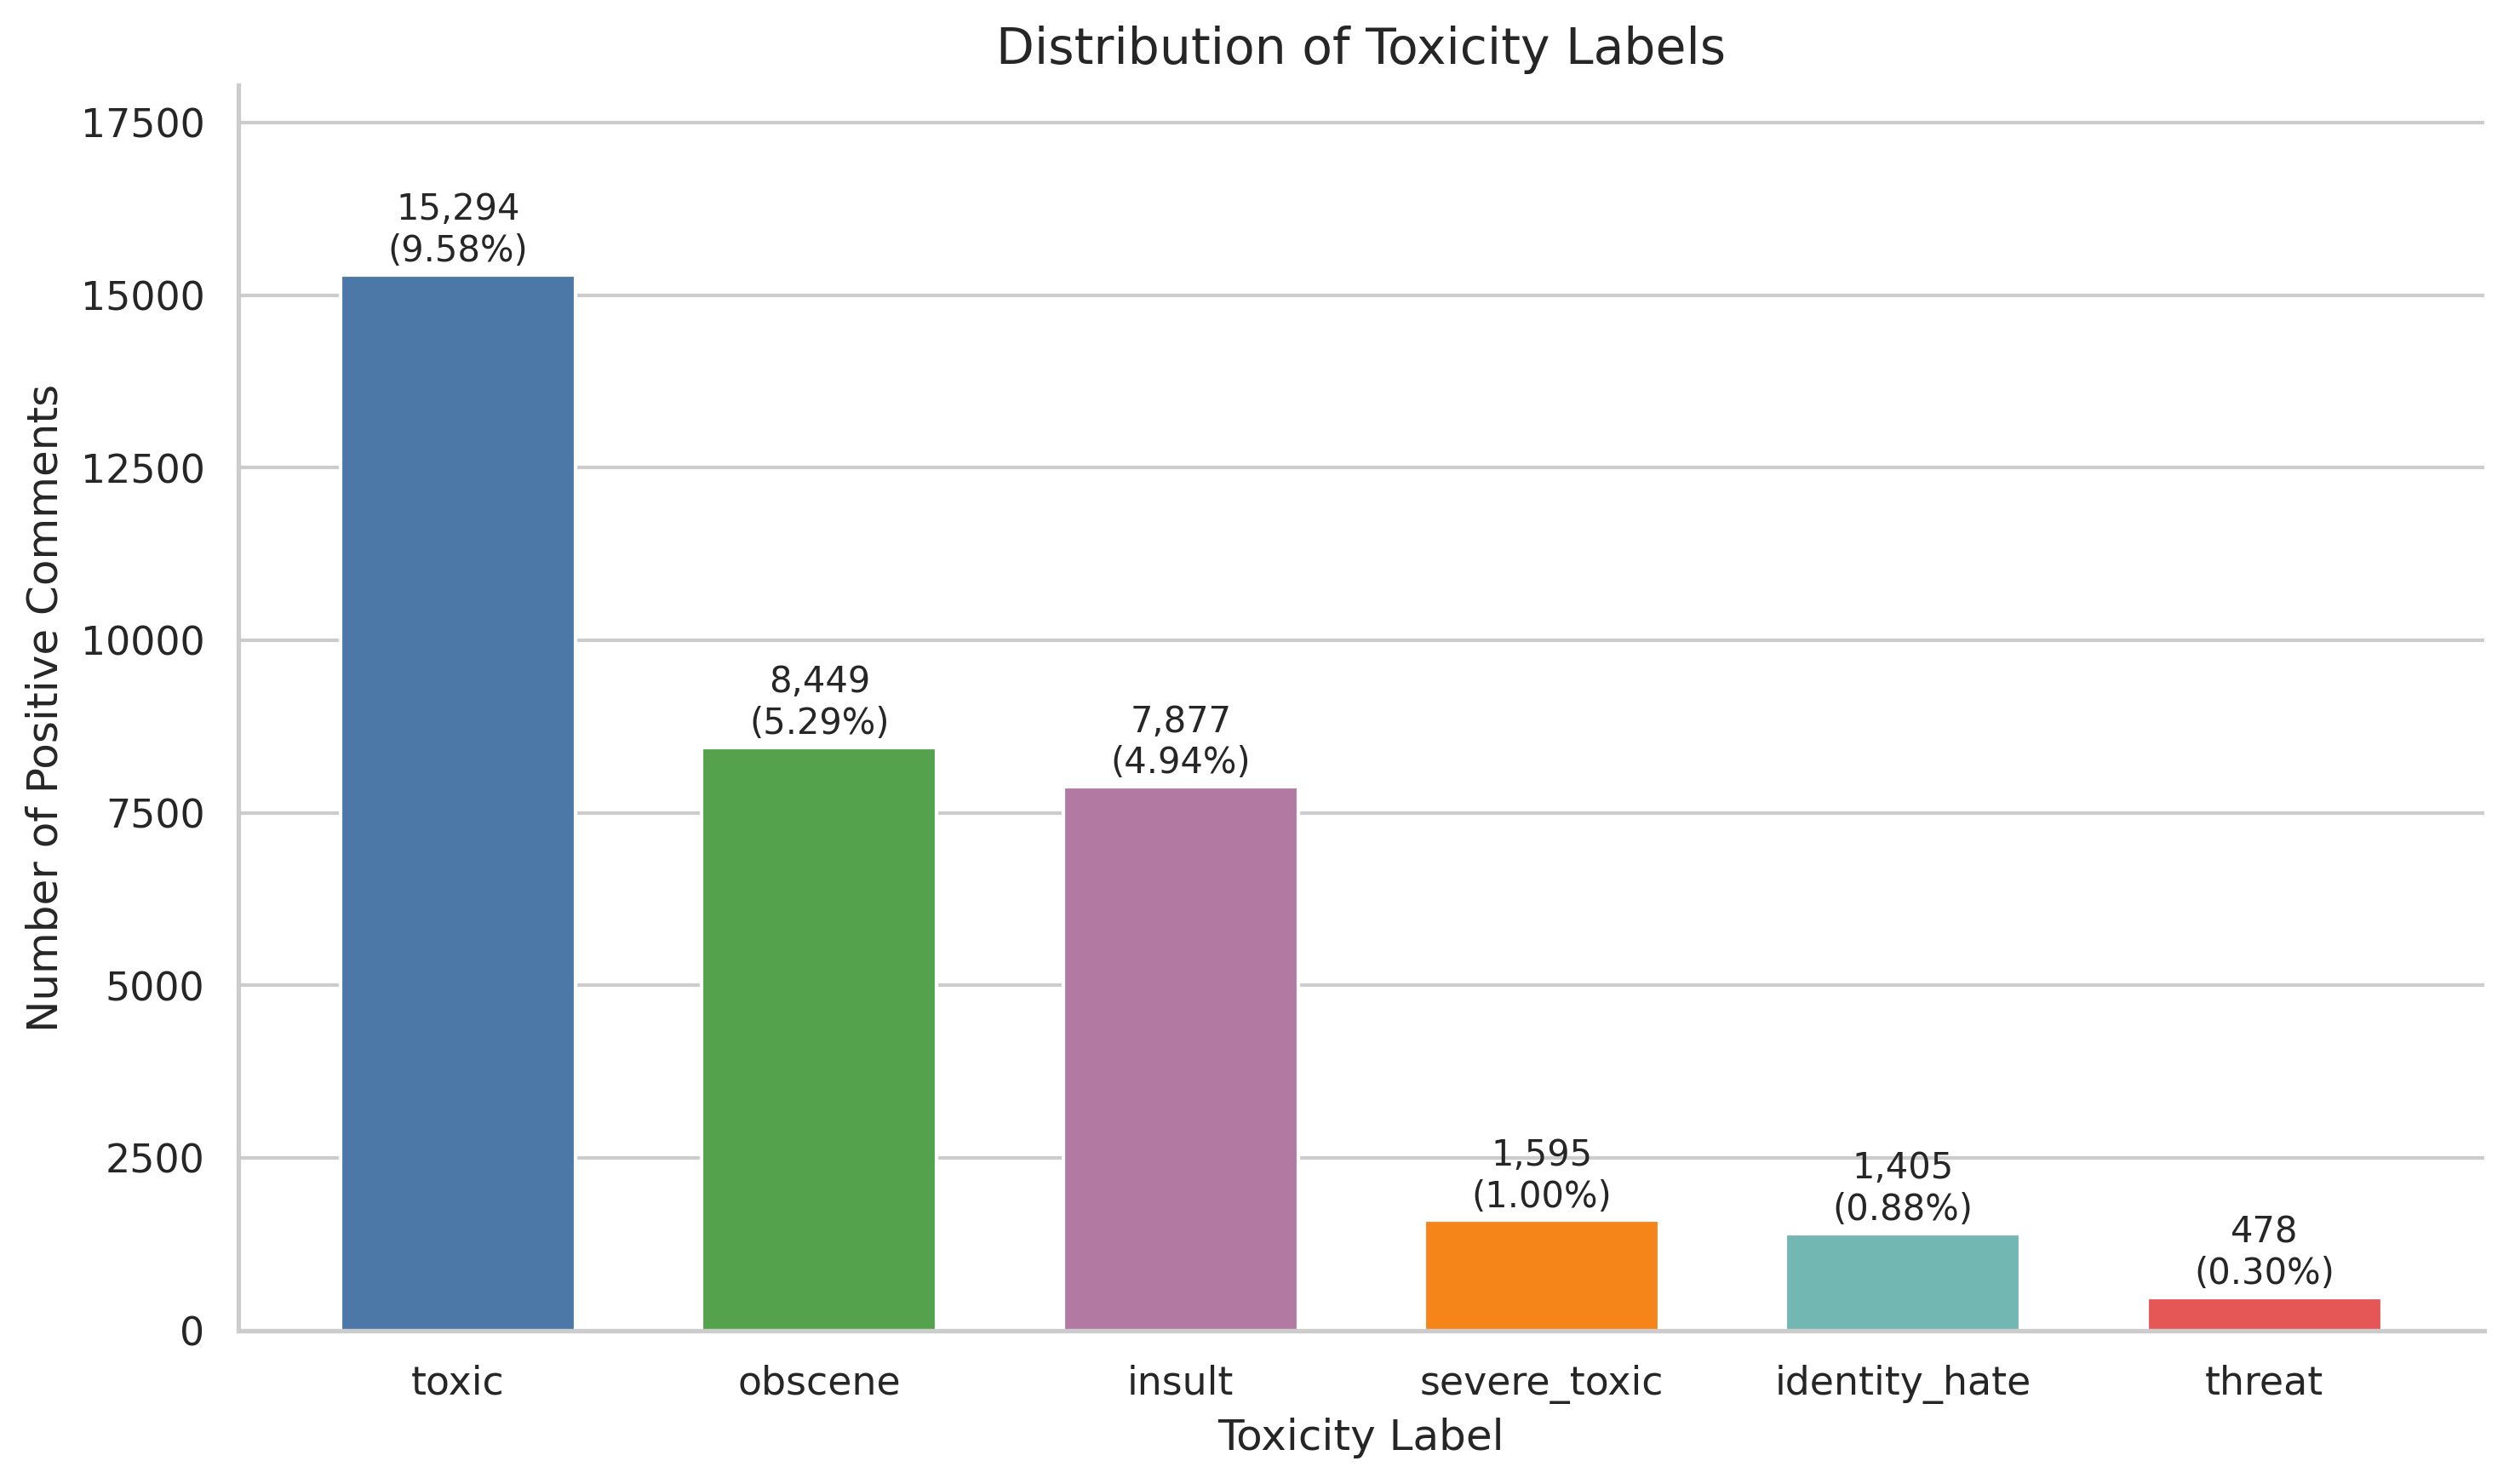 Distribution of Toxicity Labels
Number of Positive Comments
17500
15000
12500
10000
7500
5000
2500
0
15,294
(9.58%)
8,449
(5.29%)
7,877
(4.94%)
1,595
(1.00%)
1,405
(0.88%)
478
(0.30%)
toxic
obscene
insult
severe_toxic
identity_hate
threat
Toxicity Label